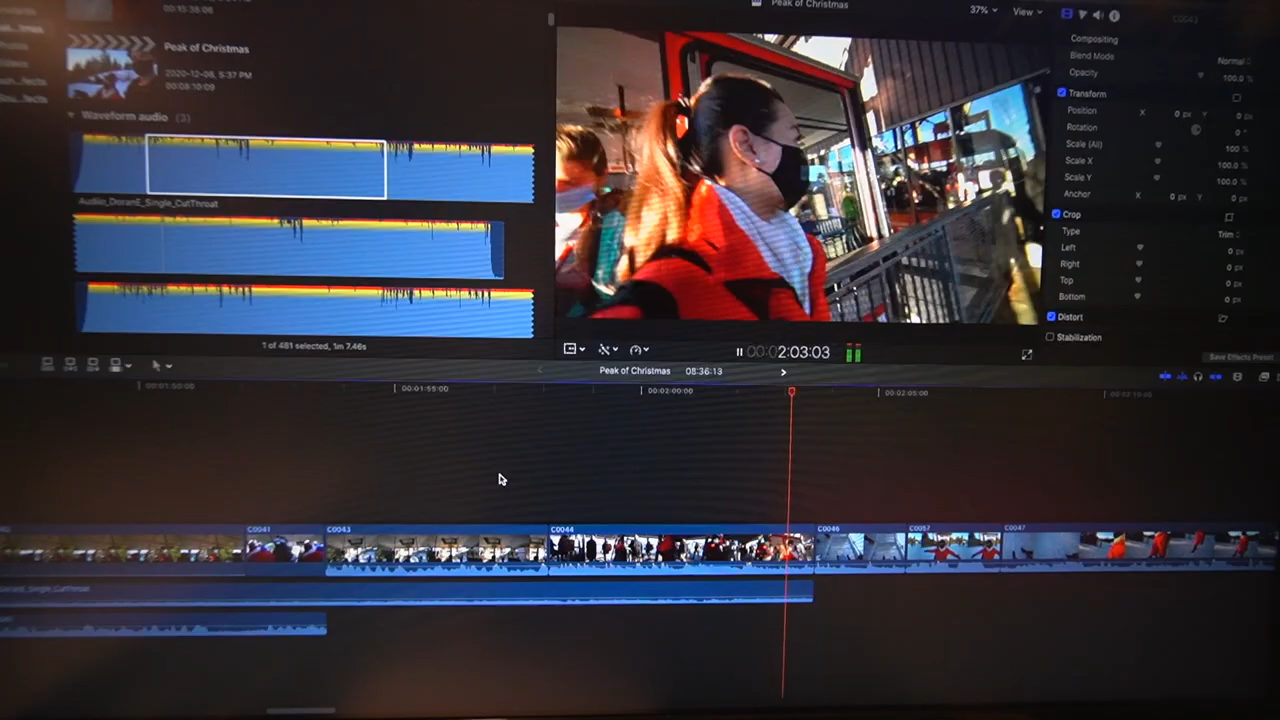 00:15:38:06
Peak of Christmas
2020-12-06, 5:37 PM
00:08:10:09
Waveform audio (3)
Audiio_DoranE_Single_CutThroat
1 of 481 selected, 1m 7.46s
Peak of Christmas
37%
View
C0043
Compositing
Blend Mode
Normal
Opacity
100.0 %
Transform
Position
X
0 px
Y
0 px
Rotation
0 °
Scale (All)
100 %
Scale X
100.0 %
Scale Y
100.0 %
Anchor
X
0 px
Y
0 px
Crop
Type
Trim
Left
0 px
Right
0 px
Top
0 px
Bottom
0 px
Distort
Stabilization
Save Effects Preset
00:02:03:03
Peak of Christmas
08:36:13
00:01:50:00
00:01:55:00
00:02:00:00
00:02:05:00
00:02:10:00
C0041
C0043
C0044
C0046
C0057
C0047